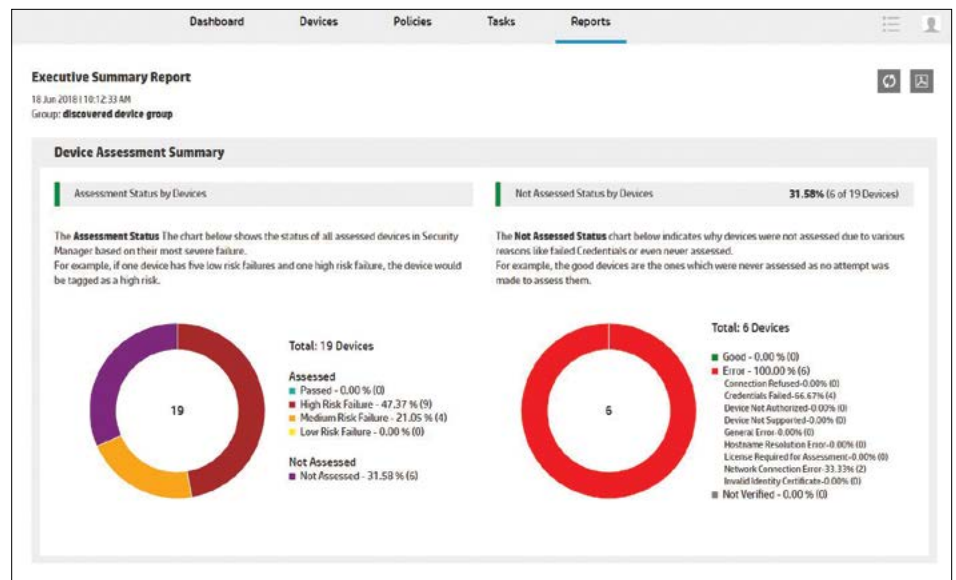 Dashboard Devices Policies Tasks Reports
Executive Summary Report
18 Jun 2018 | 10:12:33 AM
Group: discovered device group
Device Assessment Summary
Assessment Status by Devices
The Assessment Status The chart below shows the status of all assessed devices in Security
Manager based on their most severe failure.
For example, if one device has five low risk failures and one high risk failure, the device would
be tagged as a high risk.
19
Total: 19 Devices
Assessed
Passed - 0.00 % (0)
High Risk Failure - 47.37 % (9)
Medium Risk Failure - 21.05 % (4)
Low Risk Failure - 0.00 % (0)
Not Assessed
Not Assessed - 31.58 % (6)
Not Assessed Status by Devices 31.58% (6 of 19 Devices)
The Not Assessed Status chart below indicates why devices were not assessed due to various
reasons like failed Credentials or even never assessed.
For example, the good devices are the ones which were never assessed as no attempt was
made to assess them.
6
Total: 6 Devices
Good - 0.00 % (0)
Error - 100.00 % (6)
Connection Refused-0.00% (0)
Credentials Failed-66.67% (4)
Device Not Authorized-0.00% (0)
Device Not Supported-0.00% (0)
General Error-0.00% (0)
Hostname Resolution Error-0.00% (0)
License Required for Assessment-0.00% (0)
Network Connection Error-33.33% (2)
Invalid Identity Certificate-0.00% (0)
Not Verified - 0.00 % (0)